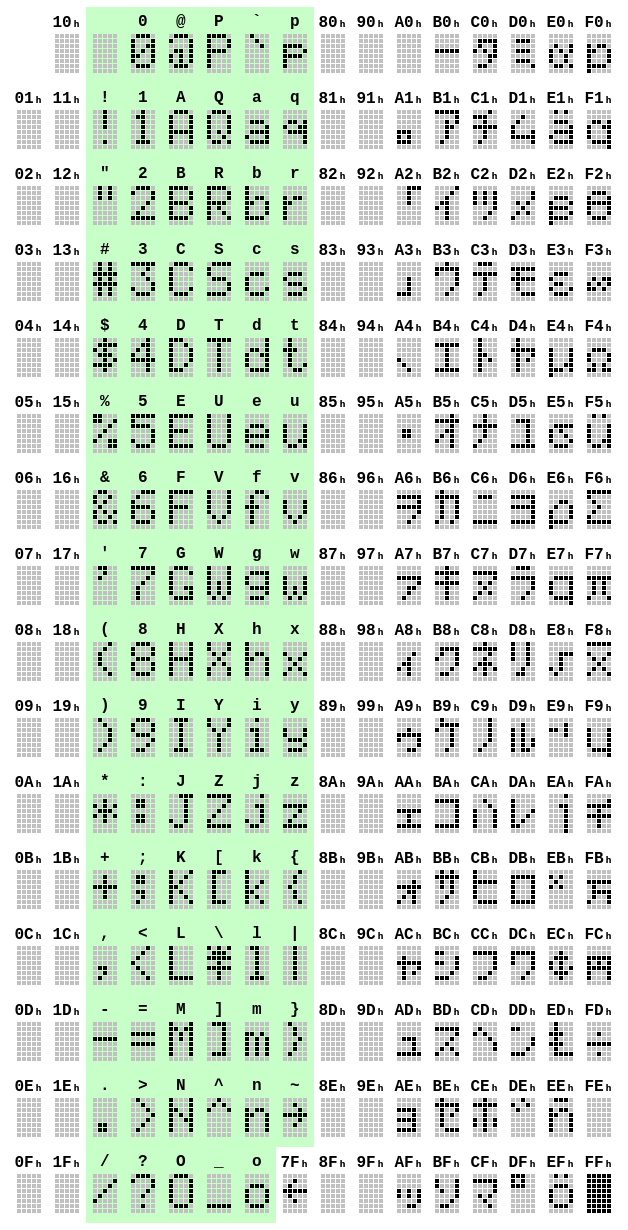 10h 0 @ P ` p 80h 90h A0h B0h C0h D0h E0h F0h
01h 11h ! 1 A Q a q 81h 91h A1h B1h C1h D1h E1h F1h
02h 12h " 2 B R b r 82h 92h A2h B2h C2h D2h E2h F2h
03h 13h # 3 C S c s 83h 93h A3h B3h C3h D3h E3h F3h
04h 14h $ 4 D T d t 84h 94h A4h B4h C4h D4h E4h F4h
05h 15h % 5 E U e u 85h 95h A5h B5h C5h D5h E5h F5h
06h 16h & 6 F V f v 86h 96h A6h B6h C6h D6h E6h F6h
07h 17h ' 7 G W g w 87h 97h A7h B7h C7h D7h E7h F7h
08h 18h ( 8 H X h x 88h 98h A8h B8h C8h D8h E8h F8h
09h 19h ) 9 I Y i y 89h 99h A9h B9h C9h D9h E9h F9h
0Ah 1Ah * : J Z j z 8Ah 9Ah AAh BAh CAh DAh EAh FAh
0Bh 1Bh + ; K [ k { 8Bh 9Bh ABh BBh CBh DBh EBh FBh
0Ch 1Ch , < L \ l | 8Ch 9Ch ACh BCh CCh DCh ECh FCh
0Dh 1Dh - = M ] m } 8Dh 9Dh ADh BDh CDh DDh EDh FDh
0Eh 1Eh . > N ^ n ~ 8Eh 9Eh AEh BEh CEh DEh EEh FEh
0Fh 1Fh / ? O _ o 7Fh 8Fh 9Fh AFh BFh CFh DFh EFh FFh